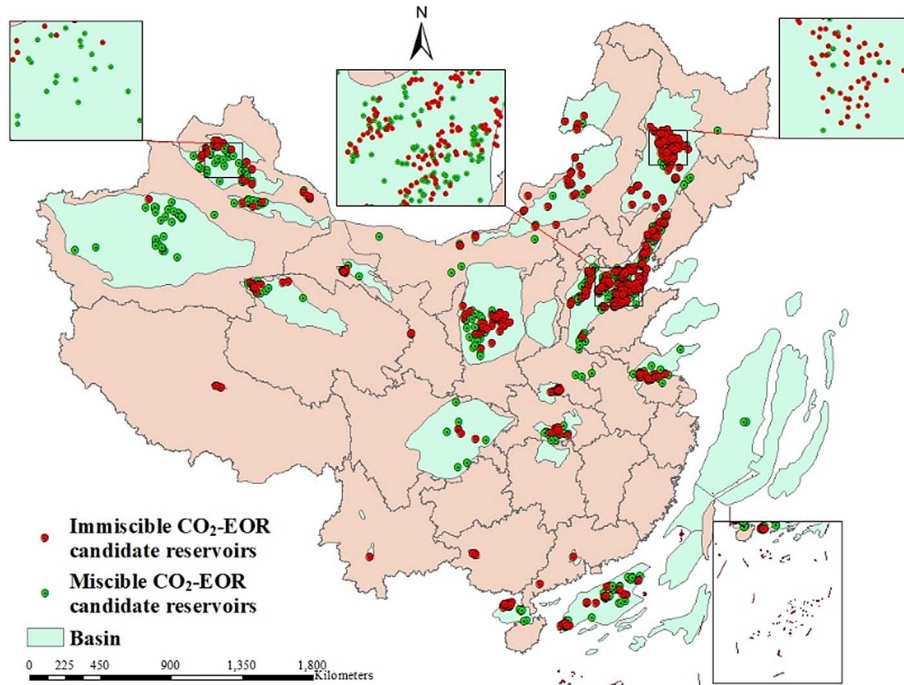 N
Immiscible CO₂-EOR
candidate reservoirs
Miscible CO₂-EOR
candidate reservoirs
Basin
0 225 450 900 1,350 1,800
Kilometers